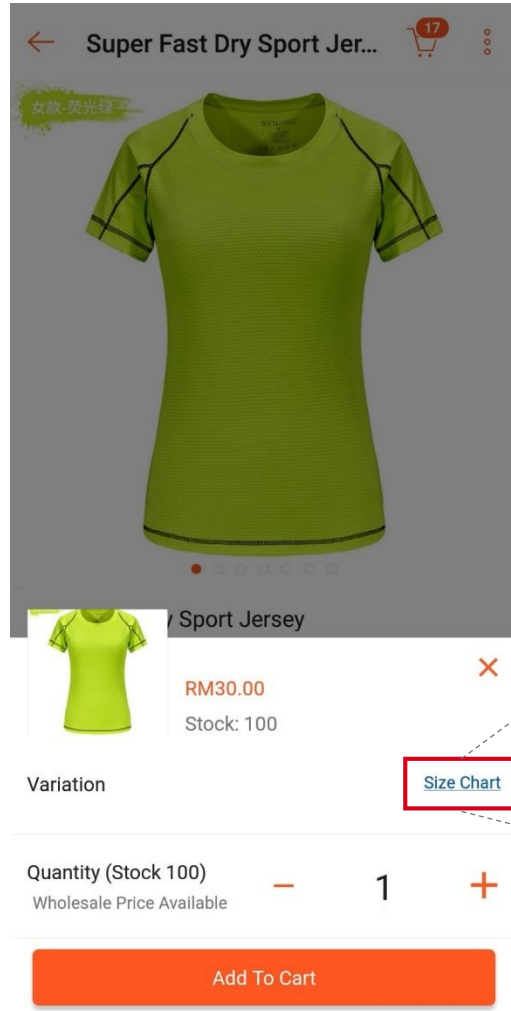 Super Fast Dry Sport Jer...
17
女款-荧光绿
Sport Jersey
RM30.00
Stock: 100
Variation
Size Chart
Quantity (Stock 100)
Wholesale Price Available
1
Add To Cart